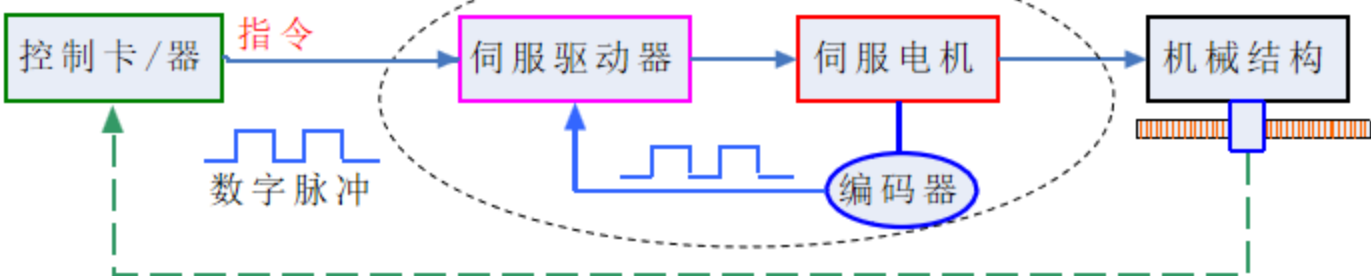 指令
控制卡/器
伺服驱动器
伺服电机
机械结构
数字脉冲
编码器